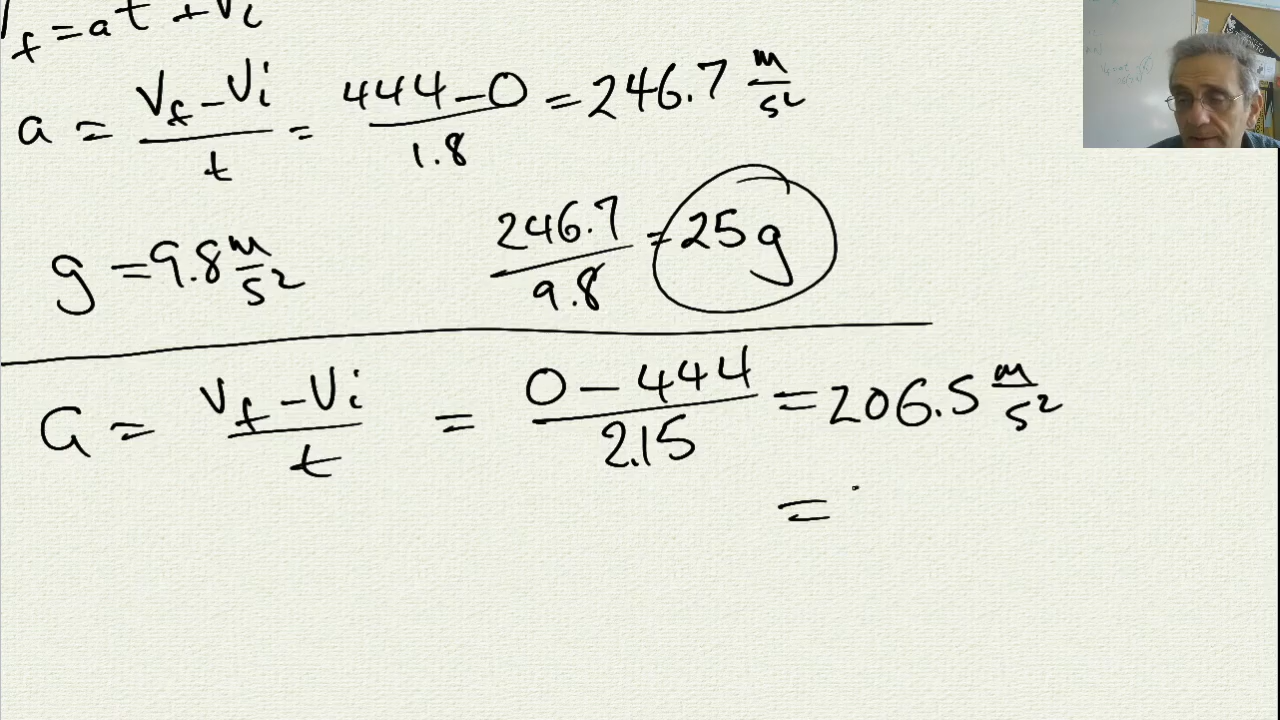 V_f = at + V_i
a = (V_f - V_i)/t = (444 - 0)/1.8 = 246.7 m/s²
g = 9.8 m/s² 246.7/9.8 = 25g
a = (V_f - V_i)/t = (0 - 444)/2.15 = 206.5 m/s²
=